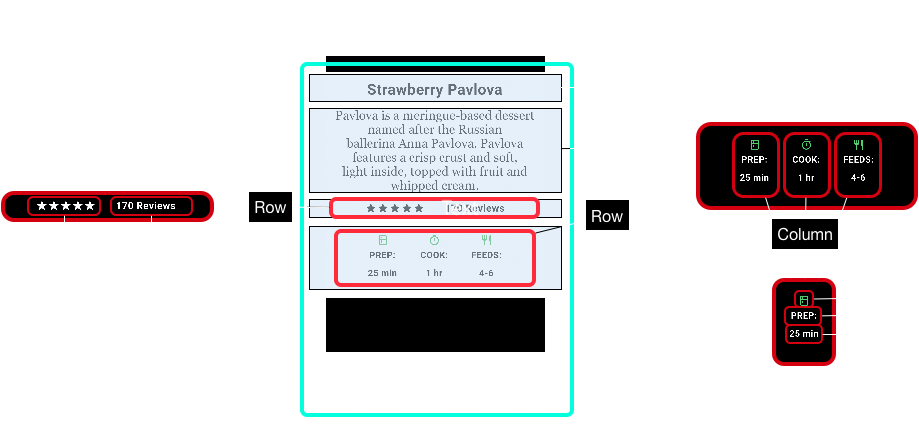 Strawberry Pavlova
Pavlova is a meringue-based dessert
named after the Russian
ballerina Anna Pavlova. Pavlova
features a crisp crust and soft,
light inside, topped with fruit and
whipped cream.
Row
170 Reviews
Row
PREP:
COOK:
FEEDS:
25 min
1 hr
4-6
170 Reviews
PREP:
COOK:
FEEDS:
25 min
1 hr
4-6
Column
PREP:
25 min